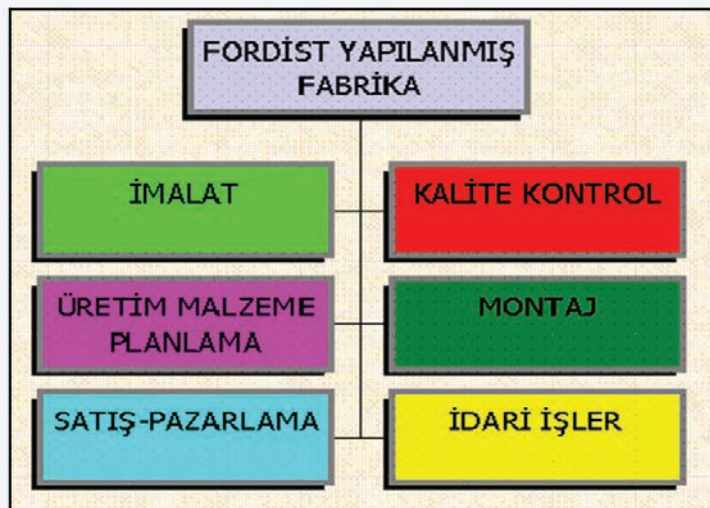 FORDİST YAPILANMIŞ
FABRİKA
İMALAT
KALİTE KONTROL
ÜRETİM MALZEME
PLANLAMA
MONTAJ
SATIŞ-PAZARLAMA
İDARİ İŞLER